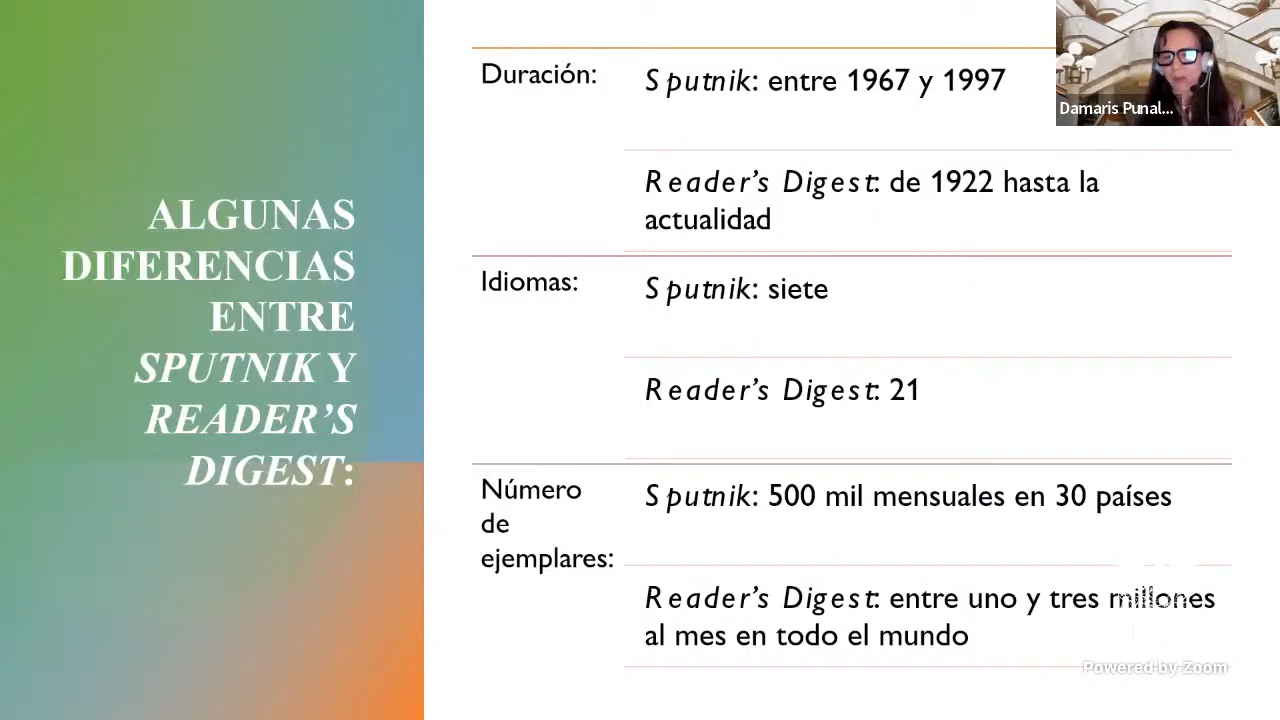 ALGUNAS
DIFERENCIAS
ENTRE
SPUTNIK Y
READER’S
DIGEST:
Duración:
Sputnik: entre 1967 y 1997
Reader’s Digest: de 1922 hasta la
actualidad
Idiomas:
Sputnik: siete
Reader’s Digest: 21
Número
de
ejemplares:
Sputnik: 500 mil mensuales en 30 países
Reader’s Digest: entre uno y tres millones
al mes en todo el mundo
Damaris Punal...
Powered by Zoom